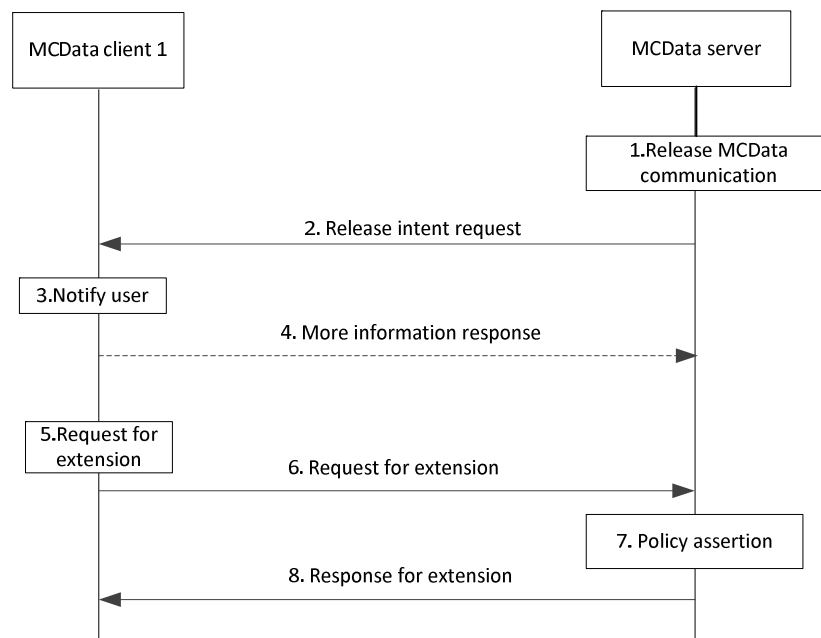 MCData client 1
MCData server
1.Release MCData
communication
2. Release intent request
3.Notify user
4. More information response
5.Request for
extension
6. Request for extension
7. Policy assertion
8. Response for extension